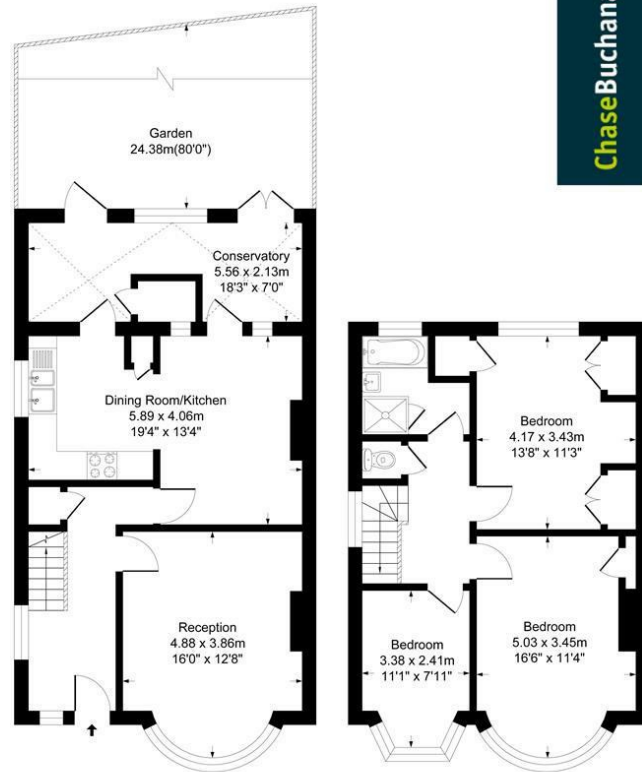 ChaseBuchana
Garden
24.38m(80'0")
Conservatory
5.56 x 2.13m
18'3" x 7'0"
Dining Room/Kitchen
5.89 x 4.06m
19'4" x 13'4"
Reception
4.88 x 3.86m
16'0" x 12'8"
Bedroom
4.17 x 3.43m
13'8" x 11'3"
Bedroom
3.38 x 2.41m
11'1" x 7'11"
Bedroom
5.03 x 3.45m
16'6" x 11'4"